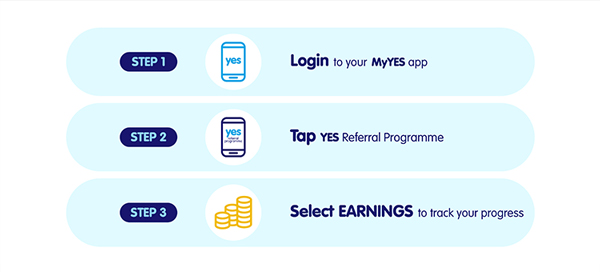 STEP 1
yes
Login to your MyYES app
STEP 2
yes
referral
programme
Tap YES Referral Programme
STEP 3
Select EARNINGS to track your progress